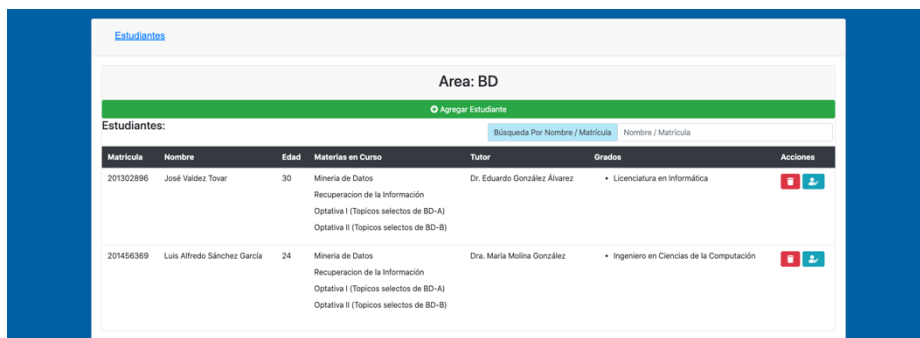 Estudiantes
Area: BD
Agregar Estudiante
Estudiantes:
Búsqueda Por Nombre / Matrícula Nombre / Matrícula
Matricula Nombre Edad Materias en Curso Tutor Grados Acciones
201302896 José Valdez Tovar 30 Mineria de Datos Dr. Eduardo González Álvarez • Licenciatura en Informática
Recuperacion de la Información
Optativa I (Topicos selectos de BD-A)
Optativa II (Topicos selectos de BD-B)
201456369 Luis Alfredo Sánchez García 24 Mineria de Datos Dra. María Molina González • Ingeniero en Ciencias de la Computación
Recuperacion de la Información
Optativa I (Topicos selectos de BD-A)
Optativa II (Topicos selectos de BD-B)